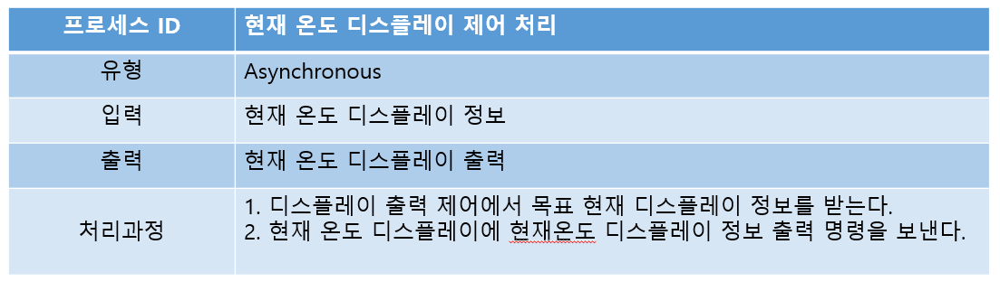 프로세스 ID 현재 온도 디스플레이 제어 처리
유형 Asynchronous
입력 현재 온도 디스플레이 정보
출력 현재 온도 디스플레이 출력
처리과정 1. 디스플레이 출력 제어에서 목표 현재 디스플레이 정보를 받는다.
2. 현재 온도 디스플레이에 현재온도 디스플레이 정보 출력 명령을 보낸다.